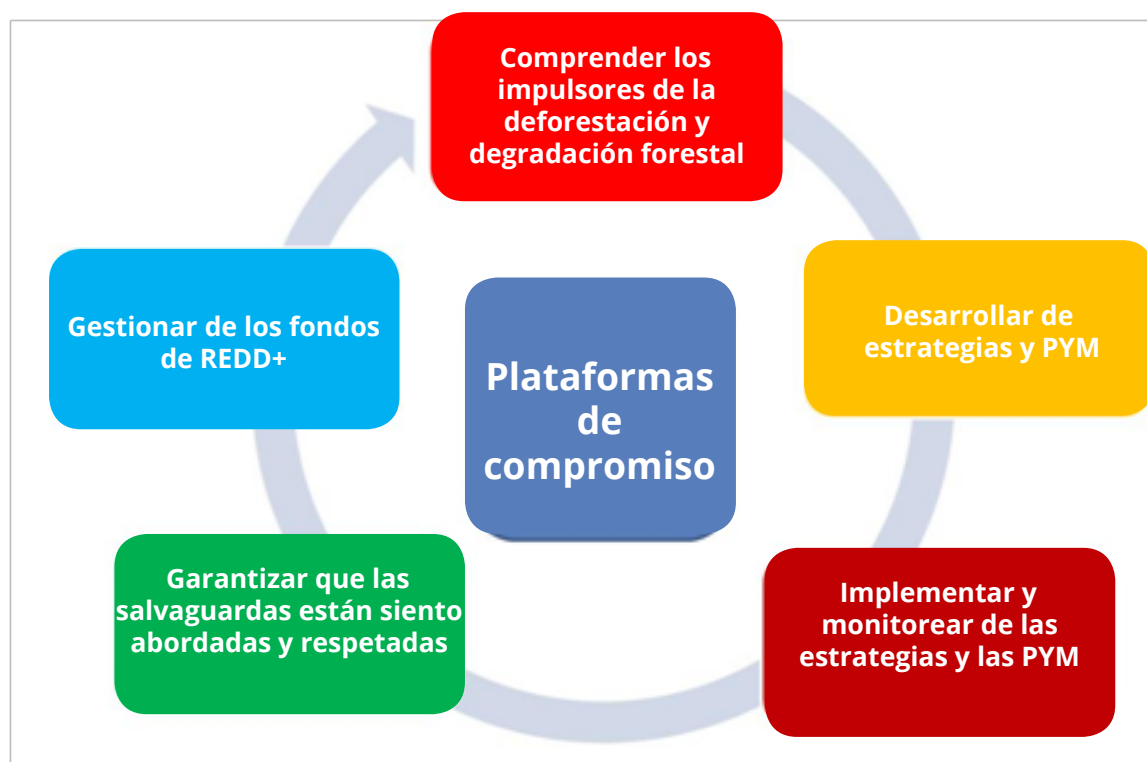 Comprender los
impulsores de la
deforestación y
degradación forestal
Desarrollar de
estrategias y PYM
Implementar y
monitorear de las
estrategias y las PYM
Garantizar que las
salvaguardas están siento
abordadas y respetadas
Gestionar de los fondos
de REDD+
Plataformas
de
compromiso